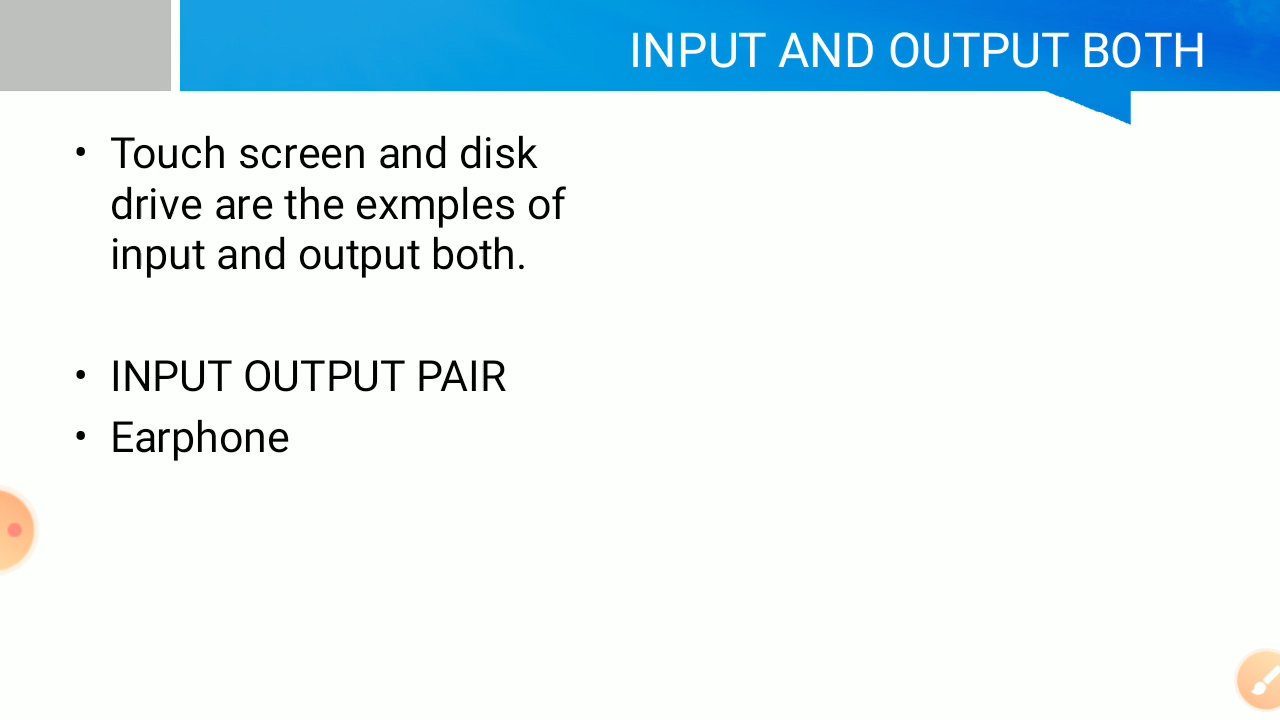 INPUT AND OUTPUT BOTH
• Touch screen and disk
drive are the exmples of
input and output both.
• INPUT OUTPUT PAIR
• Earphone